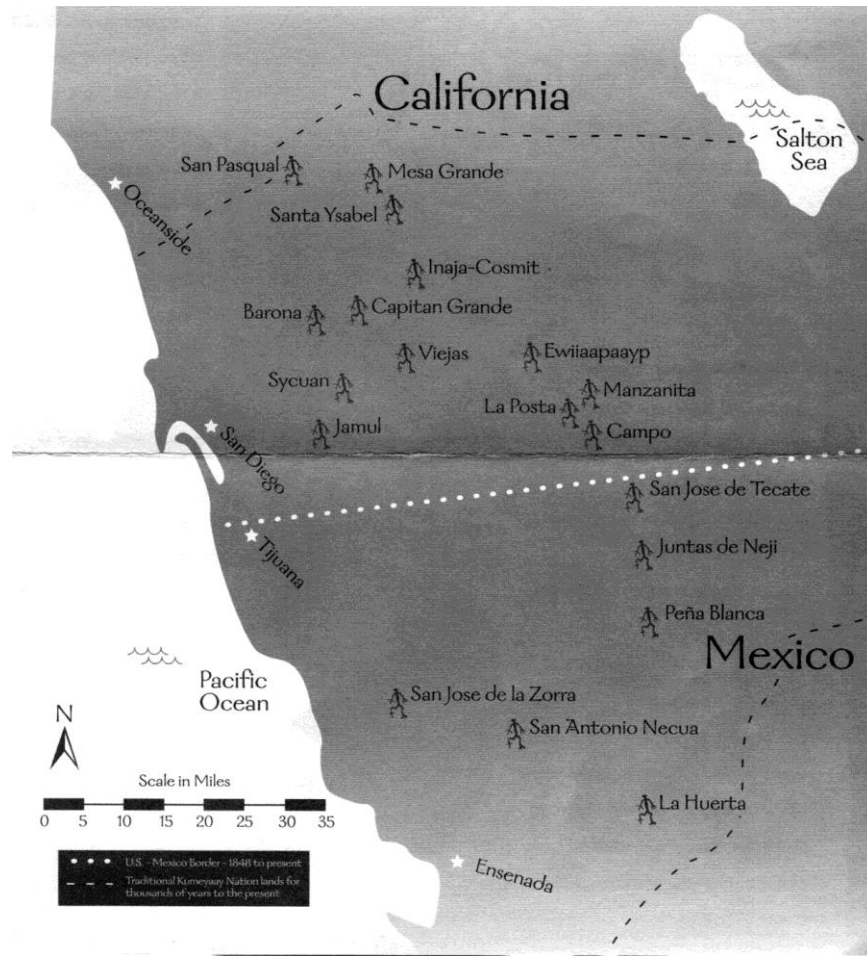 California
Salton
Sea
San Pasqual
Mesa Grande
Oceanside
Santa Ysabel
Inaja-Cosmit
Barona
Capitan Grande
Viejas
Ewiiaapaayp
Sycuan
Manzanita
La Posta
Jamul
Campo
San Diego
San Jose de Tecate
Tijuana
Juntas de Neji
Peña Blanca
Mexico
Pacific
Ocean
San Jose de la Zorra
San Antonio Necua
N
Scale in Miles
0 5 10 15 20 25 30 35
La Huerta
U.S. - Mexico Border - 1848 to present
Traditional Kumeyaay Nation lands for
thousands of years to the present
Ensenada